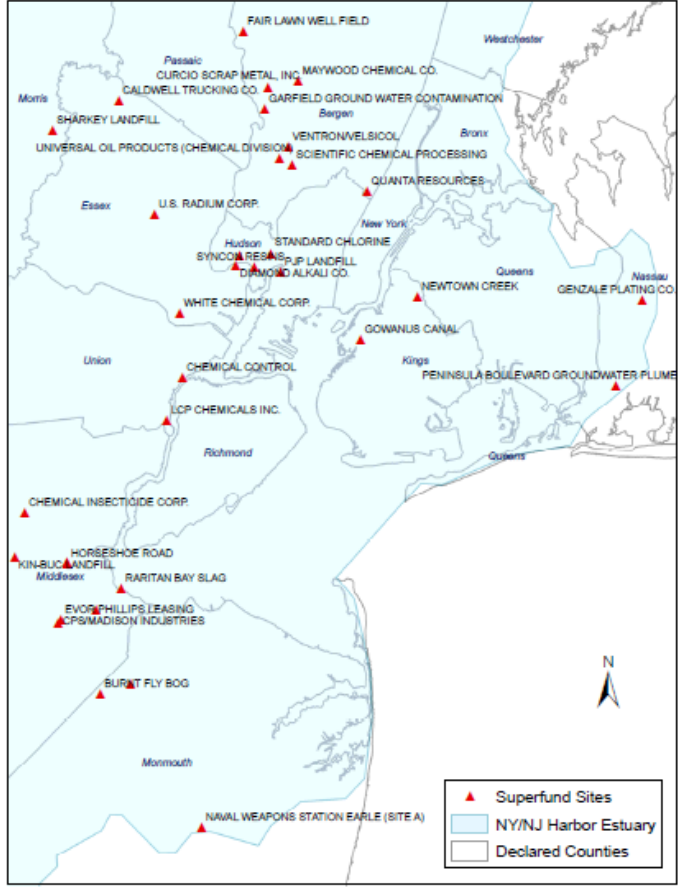 FAIR LAWN WELL FIELD
Westchester
Passaic
MAYWOOD CHEMICAL CO.
CURCIO SCRAP METAL, INC
CALDWELL TRUCKING CO.
Morris
GARFIELD GROUND WATER CONTAMINATION
Bergen
SHARKEY LANDFILL
VENTRON/VELSICOL
Bronx
UNIVERSAL OIL PRODUCTS (CHEMICAL DIVISION)
SCIENTIFIC CHEMICAL PROCESSING
QUANTA RESOURCES
Essex
U.S. RADIUM CORP.
New York
Hudson
STANDARD CHLORINE
SYNCON RESINS
PJP LANDFILL
DIAMOND ALKALI CO.
Queens
Nassau
NEWTOWN CREEK
GENZALE PLATING CO.
WHITE CHEMICAL CORP.
GOWANUS CANAL
Union
Kings
CHEMICAL CONTROL
PENINSULA BOULEVARD GROUNDWATER PLUME
LCP CHEMICALS INC.
Richmond
Queens
CHEMICAL INSECTICIDE CORP.
HORSESHOE ROAD
KIN-BUC LANDFILL
Middlesex
RARITAN BAY SLAG
EVOR PHILLIPS LEASING
CPS/MADISON INDUSTRIES
N
BURNT FLY BOG
Monmouth
NAVAL WEAPONS STATION EARLE (SITE A)
Superfund Sites
NY/NJ Harbor Estuary
Declared Counties